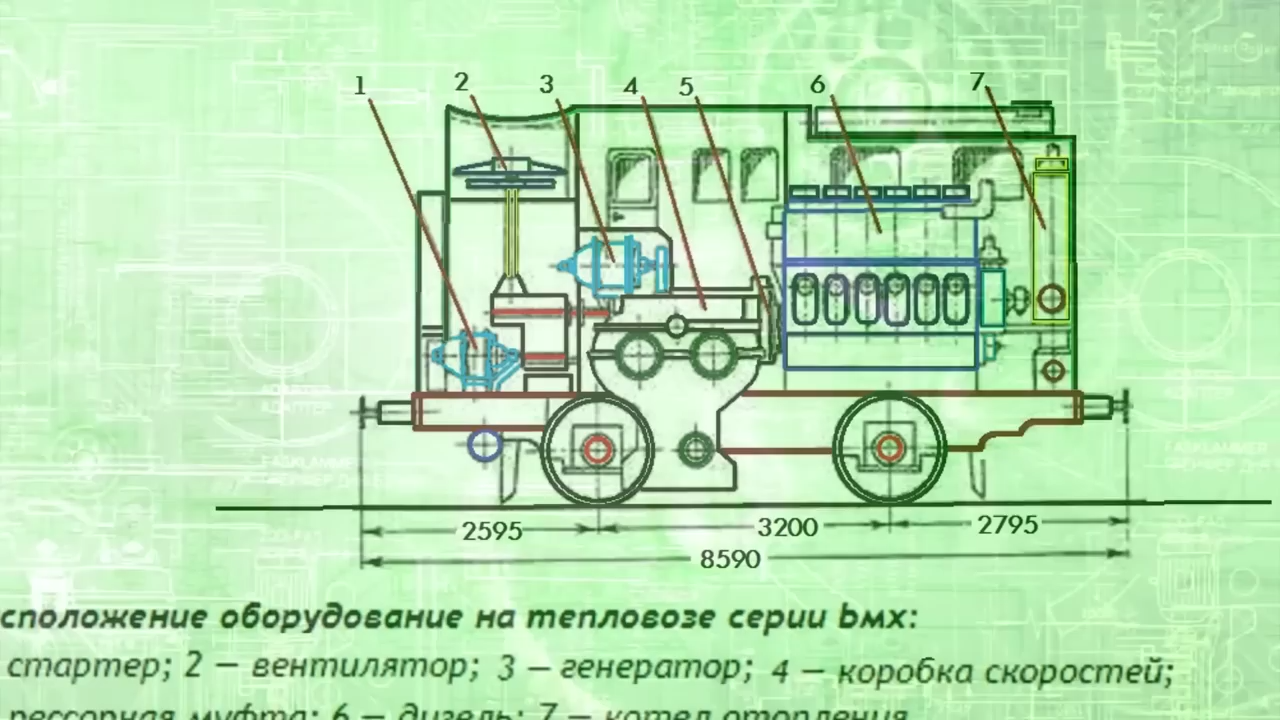 1 2 3 4 5 6 7
2595 3200 2795
8590
сположение оборудование на тепловозе серии bмх:
стартер; 2 — вентилятор; 3 — генератор; 4 — коробка скоростей;
рессорная муфта; 6 — дизель; 7 — котел отопления